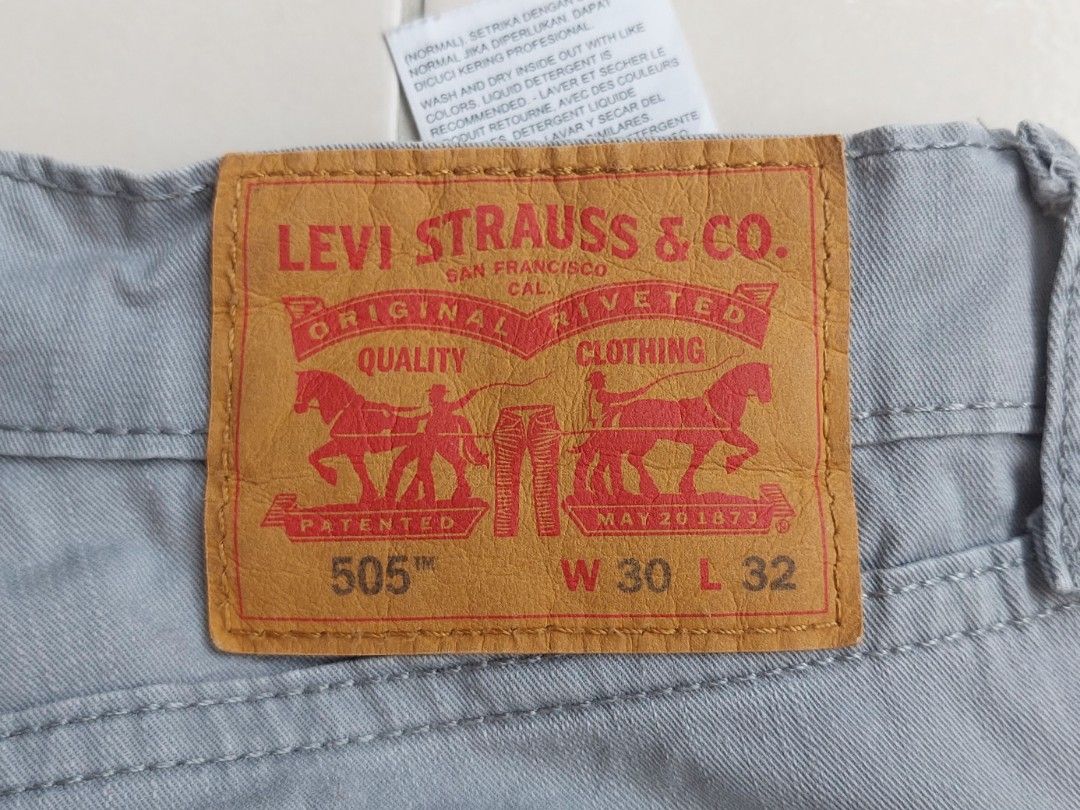 (NORMAL), SETRIKA DENGAN
NORMAL JIKA DIPERLUKAN. DAPAT
DICUCI KERING PROFESIONAL.
WASH AND DRY INSIDE OUT WITH LIKE
COLORS, LIQUID DETERGENT IS
RECOMMENDED. - LAVER ET SÉCHER LE
PRODUIT RETOURNÉ, AVEC DES COULEURS
DETERGENT LIQUIDE
LAVAR Y SECAR DEL
SIMILARES.
DETERGENTE
LEVI STRAUSS & CO.
SAN FRANCISCO
CAL.
ORIGINAL RIVETED
QUALITY CLOTHING
PATENTED MAY 20 1873 ®
505™ W 30 L 32